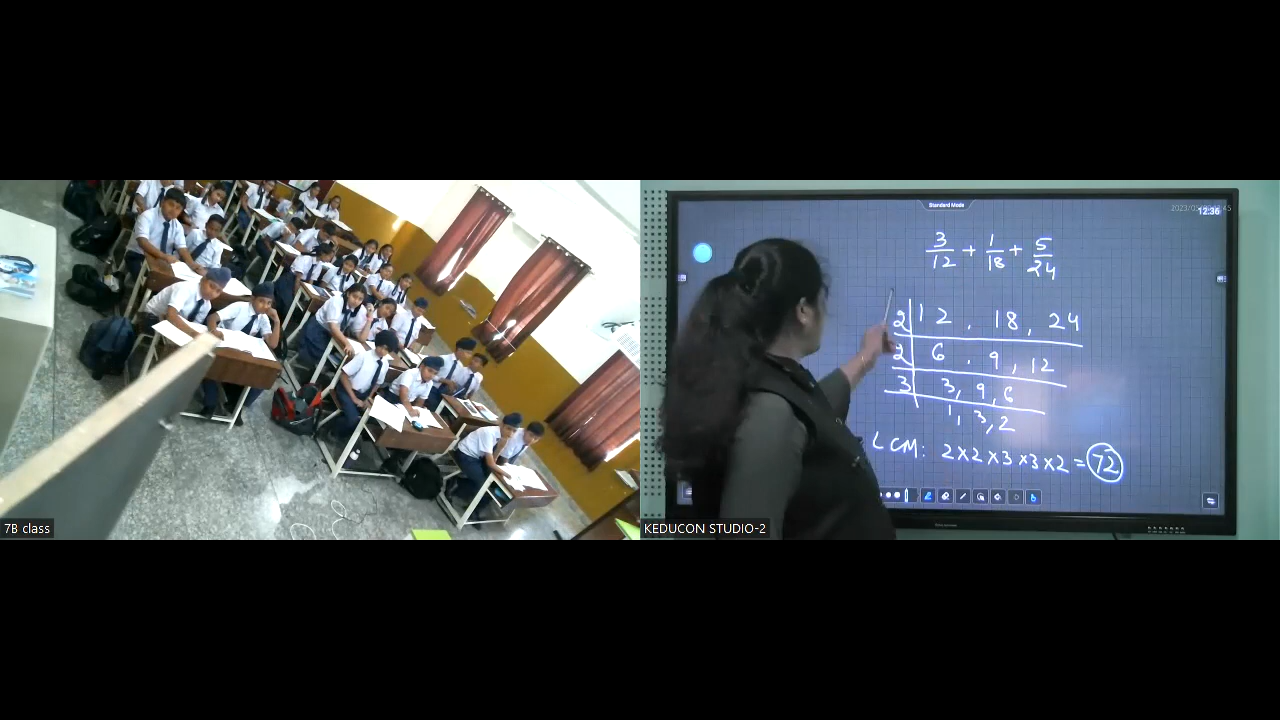 Standard Mode
12:36
3/12 + 1/18 + 5/24
2 | 12 , 18 , 24
2 | 6 , 9 , 12
3 | 3, 9, 6
1, 3, 2
LCM: 2×2×3×3×2 = 72
7B class
KEDUCON STUDIO-2